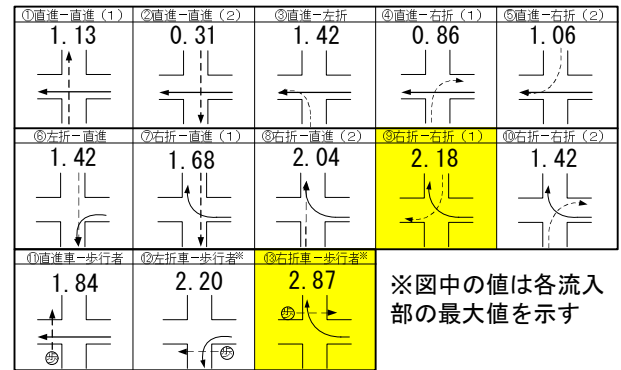 ①直進−直進（1） ②直進−直進（2） ③直進−左折 ④直進−右折（1） ⑤直進−右折（2）
1.13 0.31 1.42 0.86 1.06
⑥左折−直進 ⑦右折−直進（1） ⑧右折−直進（2） ⑨右折−右折（1） ⑩右折−右折（2）
1.42 1.68 2.04 2.18 1.42
⑪直進車−歩行者 ⑫左折車−歩行者※ ⑬右折車−歩行者※
1.84 2.20 2.87
歩 歩 歩
※図中の値は各流入
部の最大値を示す